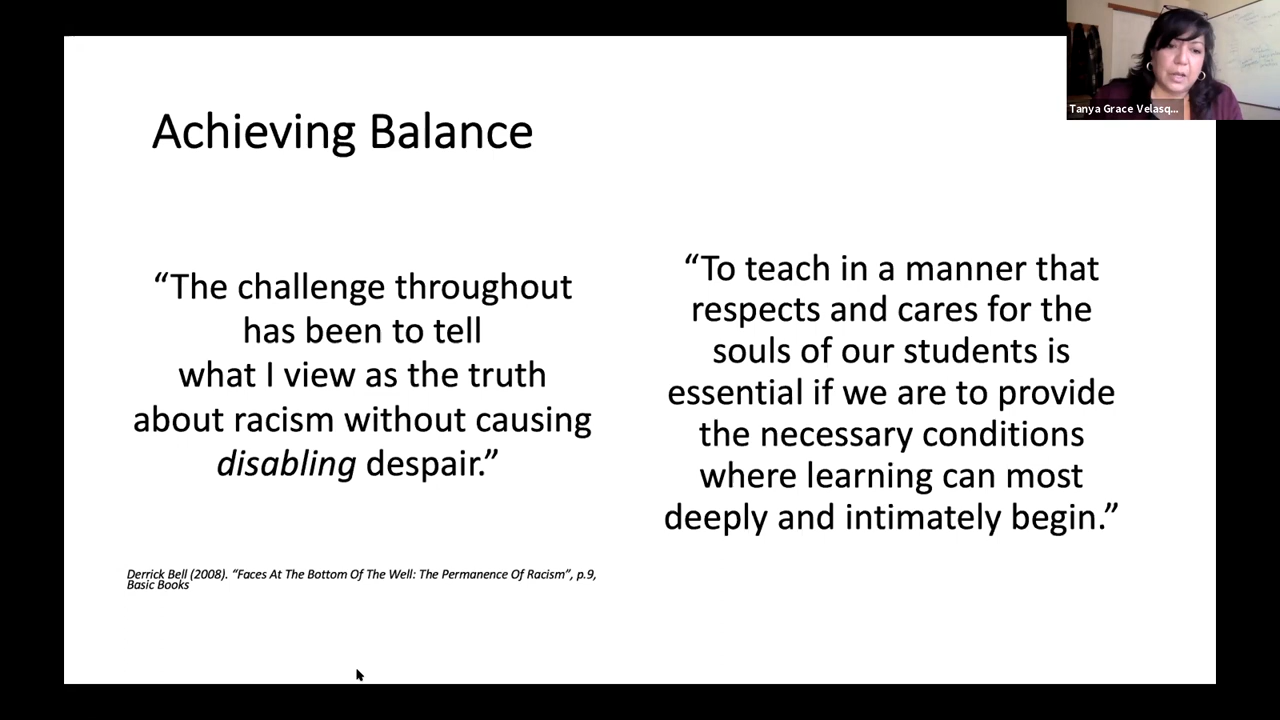 Achieving Balance
“The challenge throughout
has been to tell
what I view as the truth
about racism without causing
disabling despair.”
Derrick Bell (2008). “Faces At The Bottom Of The Well: The Permanence Of Racism”, p.9,
Basic Books
“To teach in a manner that
respects and cares for the
souls of our students is
essential if we are to provide
the necessary conditions
where learning can most
deeply and intimately begin.”
Tanya Grace Velasq...